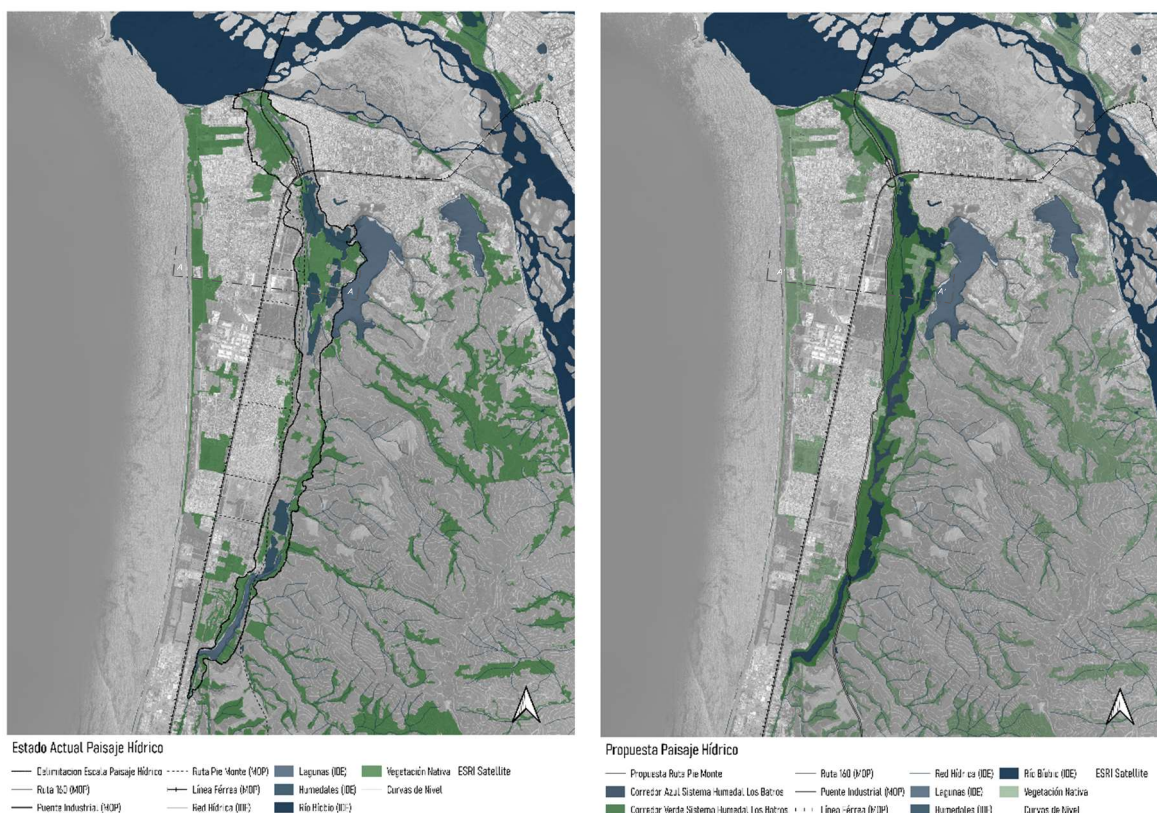 A
A'
A
A'
Estado Actual Paisaje Hídrico
Delimitacion Escala Paisaje Hídrico
Ruta Pie Monte (MOP)
Lagunas (IDE)
Vegetación Nativa
ESRI Satellite
Ruta 160 (MOP)
Línea Férrea (MOP)
Humedales (IDE)
Curvas de Nivel
Puente Industrial (MOP)
Red Hídrica (IDE)
Río Bíobio (IDE)
Propuesta Paisaje Hídrico
Propuesta Ruta Pie Monte
Ruta 160 (MOP)
Red Hídrica (IDE)
Río Bíobio (IDE)
ESRI Satellite
Corredor Azul Sistema Humedal Los Batros
Puente Industrial (MOP)
Lagunas (IDE)
Vegetación Nativa
Corredor Verde Sistema Humedal Los Batros
Línea Férrea (MOP)
Humedales (IDE)
Curvas de Nivel